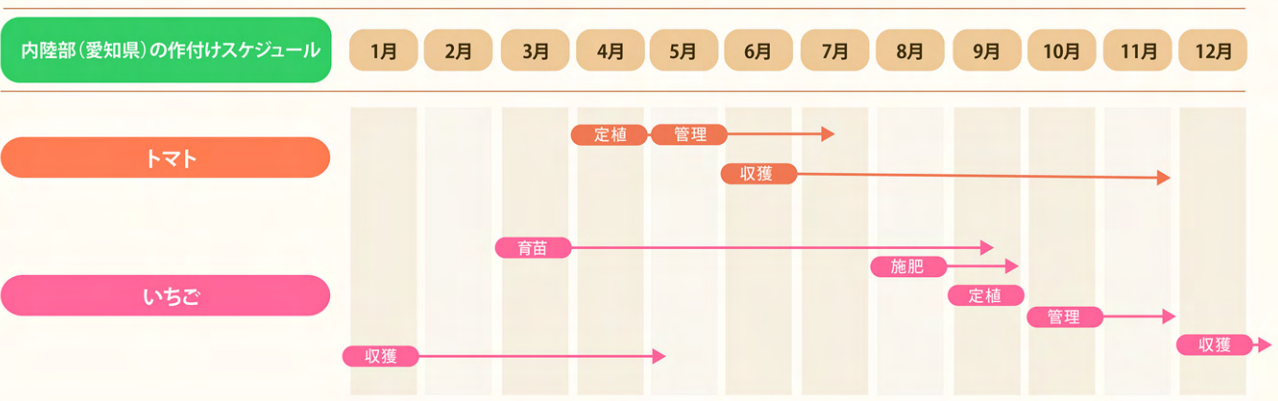 内陸部（愛知県）の作付けスケジュール 1月 2月 3月 4月 5月 6月 7月 8月 9月 10月 11月 12月
トマト
定植 管理
収獲
いちご
育苗
施肥
定植
管理
収獲
収獲